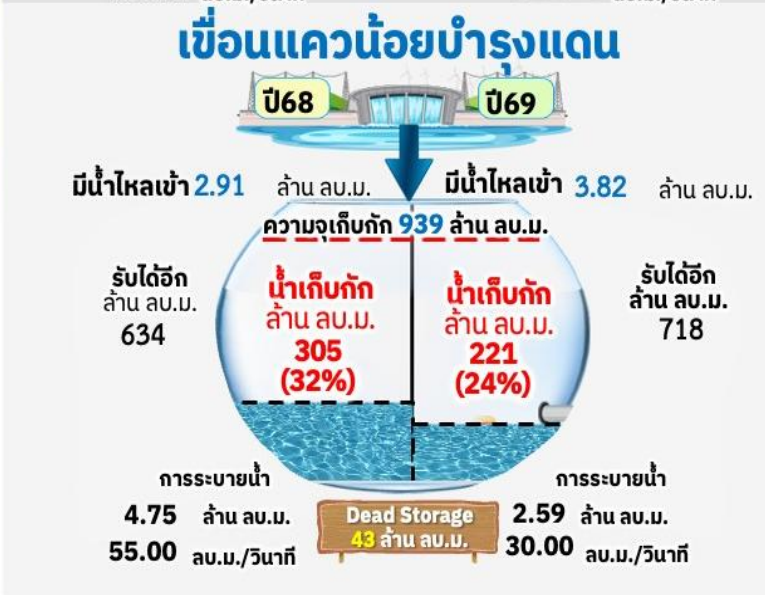 เขื่อนแควน้อยบำรุงแดน
ปี68
ปี69
มีน้ำไหลเข้า 2.91 ล้าน ลบ.ม.
มีน้ำไหลเข้า 3.82 ล้าน ลบ.ม.
ความจุเก็บกัก 939 ล้าน ลบ.ม.
รับได้อีก
ล้าน ลบ.ม.
634
น้ำเก็บกัก
ล้าน ลบ.ม.
305
(32%)
น้ำเก็บกัก
ล้าน ลบ.ม.
221
(24%)
รับได้อีก
ล้าน ลบ.ม.
718
การระบายน้ำ
4.75 ล้าน ลบ.ม.
55.00 ลบ.ม./วินาที
Dead Storage
43 ล้าน ลบ.ม.
การระบายน้ำ
2.59 ล้าน ลบ.ม.
30.00 ลบ.ม./วินาที